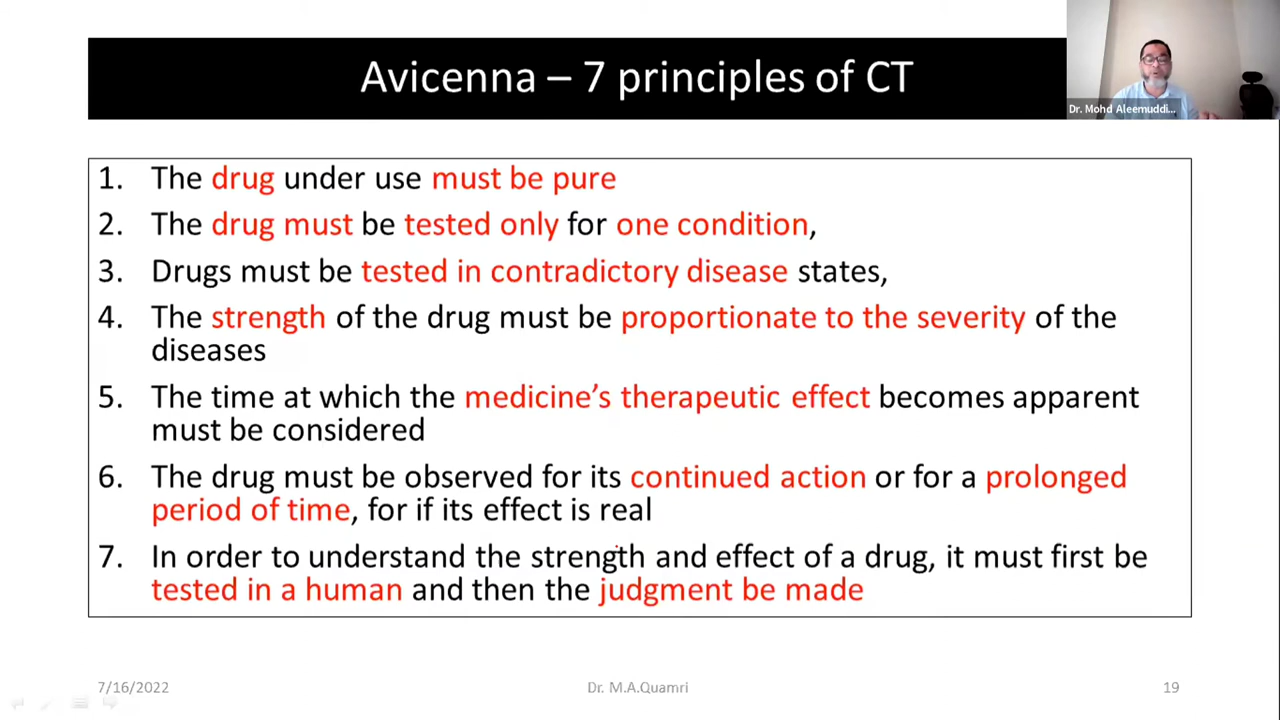 Avicenna – 7 principles of CT
Dr. Mohd Aleemuddi...
1. The drug under use must be pure
2. The drug must be tested only for one condition,
3. Drugs must be tested in contradictory disease states,
4. The strength of the drug must be proportionate to the severity of the
diseases
5. The time at which the medicine’s therapeutic effect becomes apparent
must be considered
6. The drug must be observed for its continued action or for a prolonged
period of time, for if its effect is real
7. In order to understand the strength and effect of a drug, it must first be
tested in a human and then the judgment be made
7/16/2022
Dr. M.A.Quamri
19